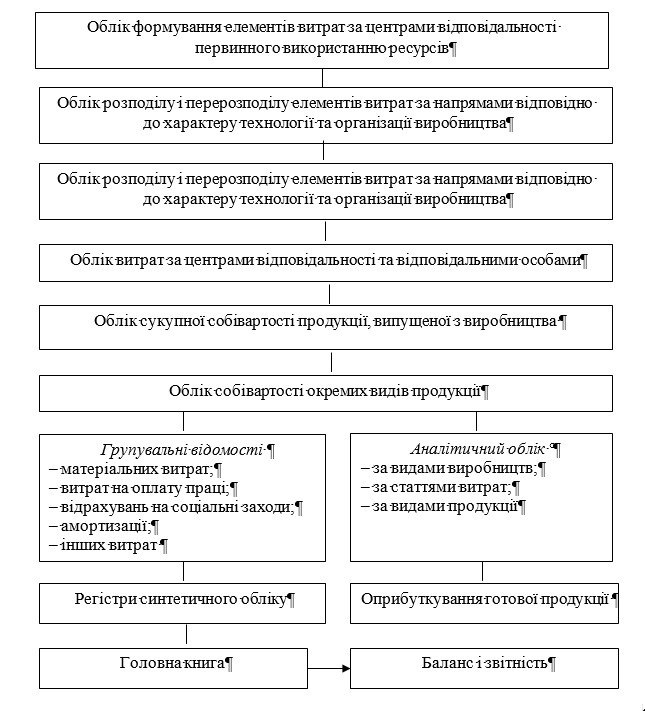 Облік формування елементів витрат за центрами відповідальності
первинного використанню ресурсів¶
Облік розподілу і перерозподілу елементів витрат за напрямами відповідно
до характеру технології та організації виробництва¶
Облік розподілу і перерозподілу елементів витрат за напрямами відповідно
до характеру технології та організації виробництва¶
Облік витрат за центрами відповідальності та відповідальними особами¶
Облік сукупної собівартості продукції, випущеної з виробництва ¶
Облік собівартості окремих видів продукції¶
Групувальні відомості ¶
– матеріальних витрат;¶
– витрат на оплату праці;¶
– відрахувань на соціальні заходи;¶
– амортизації;¶
– інших витрат ¶
Аналітичний облік ¶
– за видами виробництв;¶
– за статтями витрат;¶
– за видами продукції¶
Регістри синтетичного обліку¶
Оприбуткування готової продукції ¶
Головна книга¶
Баланс і звітність¶